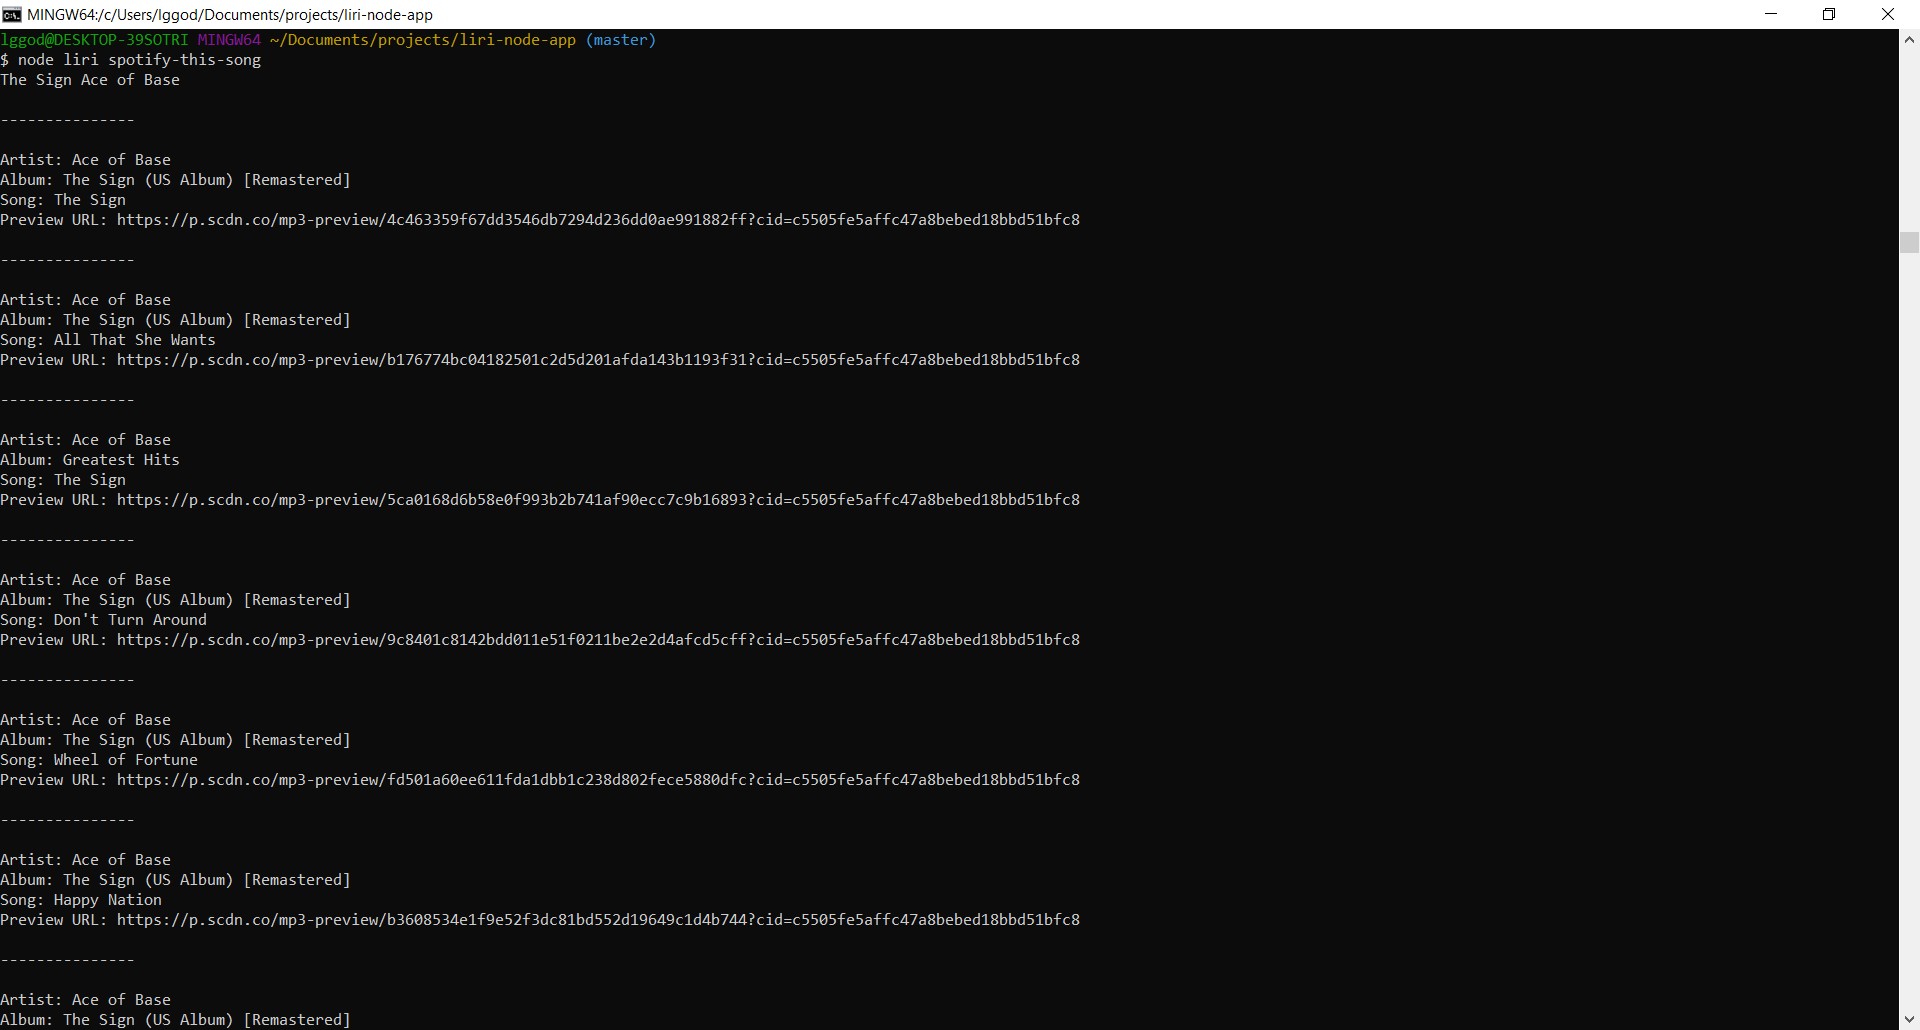 MINGW64:/c/Users/lggod/Documents/projects/liri-node-app
lggod@DESKTOP-39SOTRI MINGW64 ~/Documents/projects/liri-node-app (master)
$ node liri spotify-this-song
The Sign Ace of Base
---------------
Artist: Ace of Base
Album: The Sign (US Album) [Remastered]
Song: The Sign
Preview URL: https://p.scdn.co/mp3-preview/4c463359f67dd3546db7294d236dd0ae991882ff?cid=c5505fe5affc47a8bebed18bbd51bfc8
---------------
Artist: Ace of Base
Album: The Sign (US Album) [Remastered]
Song: All That She Wants
Preview URL: https://p.scdn.co/mp3-preview/b176774bc04182501c2d5d201afda143b1193f31?cid=c5505fe5affc47a8bebed18bbd51bfc8
---------------
Artist: Ace of Base
Album: Greatest Hits
Song: The Sign
Preview URL: https://p.scdn.co/mp3-preview/5ca0168d6b58e0f993b2b741af90ecc7c9b16893?cid=c5505fe5affc47a8bebed18bbd51bfc8
---------------
Artist: Ace of Base
Album: The Sign (US Album) [Remastered]
Song: Don't Turn Around
Preview URL: https://p.scdn.co/mp3-preview/9c8401c8142bdd011e51f0211be2e2d4afcd5cff?cid=c5505fe5affc47a8bebed18bbd51bfc8
---------------
Artist: Ace of Base
Album: The Sign (US Album) [Remastered]
Song: Wheel of Fortune
Preview URL: https://p.scdn.co/mp3-preview/fd501a60ee611fda1dbb1c238d802fece5880dfc?cid=c5505fe5affc47a8bebed18bbd51bfc8
---------------
Artist: Ace of Base
Album: The Sign (US Album) [Remastered]
Song: Happy Nation
Preview URL: https://p.scdn.co/mp3-preview/b3608534e1f9e52f3dc81bd552d19649c1d4b744?cid=c5505fe5affc47a8bebed18bbd51bfc8
---------------
Artist: Ace of Base
Album: The Sign (US Album) [Remastered]